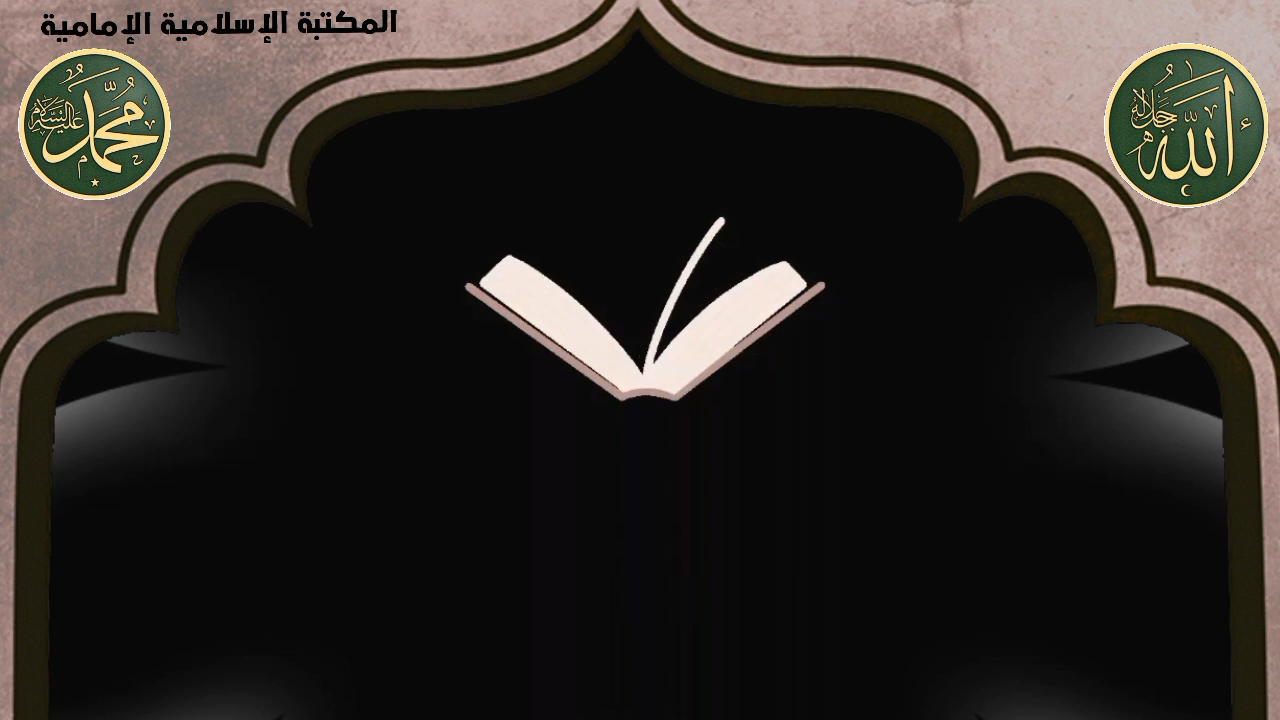 المكتبة الإسلامية الإمامية
الله جل جلاله
محمد عليه السلام